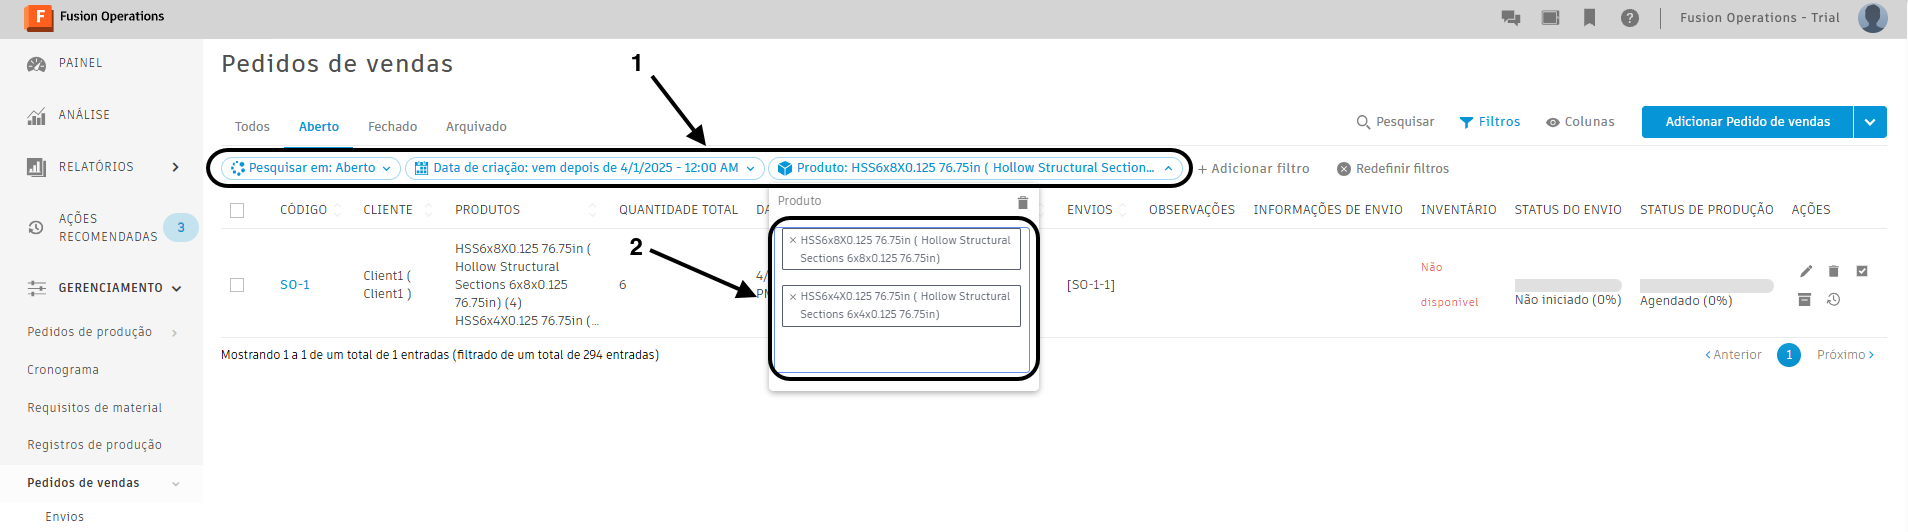 Fusion Operations
Fusion Operations - Trial
PAINEL
ANÁLISE
RELATÓRIOS
AÇÕES
RECOMENDADAS
3
GERENCIAMENTO
Pedidos de produção
Cronograma
Requisitos de material
Registros de produção
Pedidos de vendas
Envios
Pedidos de vendas
1
Todos Aberto Fechado Arquivado
Pesquisar Filtros Colunas Adicionar Pedido de vendas
Pesquisar em: Aberto Data de criação: vem depois de 4/1/2025 - 12:00 AM Produto: HSS6x8X0.125 76.75in ( Hollow Structural Section... + Adicionar filtro Redefinir filtros
CÓDIGO CLIENTE PRODUTOS QUANTIDADE TOTAL DA ENVIOS OBSERVAÇÕES INFORMAÇÕES DE ENVIO INVENTÁRIO STATUS DO ENVIO STATUS DE PRODUÇÃO AÇÕES
SO-1
Client1 (
Client1 )
HSS6x8X0.125 76.75in (
Hollow Structural
Sections 6x8x0.125
76.75in) (4)
HSS6x4X0.125 76.75in (...
6
4/
PM
Produto
× HSS6x8X0.125 76.75in ( Hollow Structural
Sections 6x8x0.125 76.75in)
2
× HSS6x4X0.125 76.75in ( Hollow Structural
Sections 6x4x0.125 76.75in)
[SO-1-1]
Não
disponível
Não iniciado (0%)
Agendado (0%)
Mostrando 1 a 1 de um total de 1 entradas (filtrado de um total de 294 entradas)
Anterior 1 Próximo